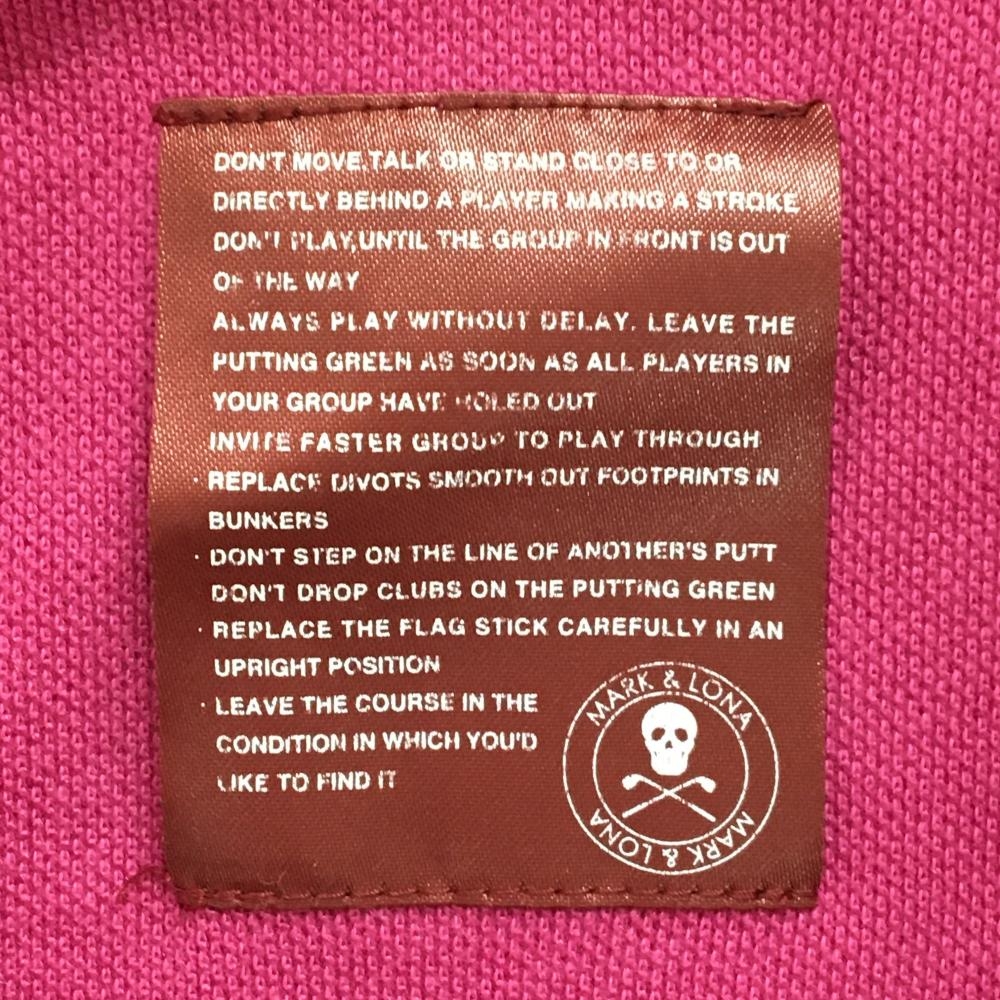 DON'T MOVE,TALK OR STAND CLOSE TO OR
DIRECTLY BEHIND A PLAYER MAKING A STROKE
DON'T PLAY,UNTIL THE GROUP IN FRONT IS OUT
OF THE WAY
ALWAYS PLAY WITHOUT DELAY. LEAVE THE
PUTTING GREEN AS SOON AS ALL PLAYERS IN
YOUR GROUP HAVE HOLED OUT
INVITE FASTER GROUP TO PLAY THROUGH
· REPLACE DIVOTS SMOOTH OUT FOOTPRINTS IN
BUNKERS
· DON'T STEP ON THE LINE OF ANOTHER'S PUTT
DON'T DROP CLUBS ON THE PUTTING GREEN
· REPLACE THE FLAG STICK CAREFULLY IN AN
UPRIGHT POSITION
· LEAVE THE COURSE IN THE
CONDITION IN WHICH YOU'D
LIKE TO FIND IT
MARK & LONA
MARK & LONA